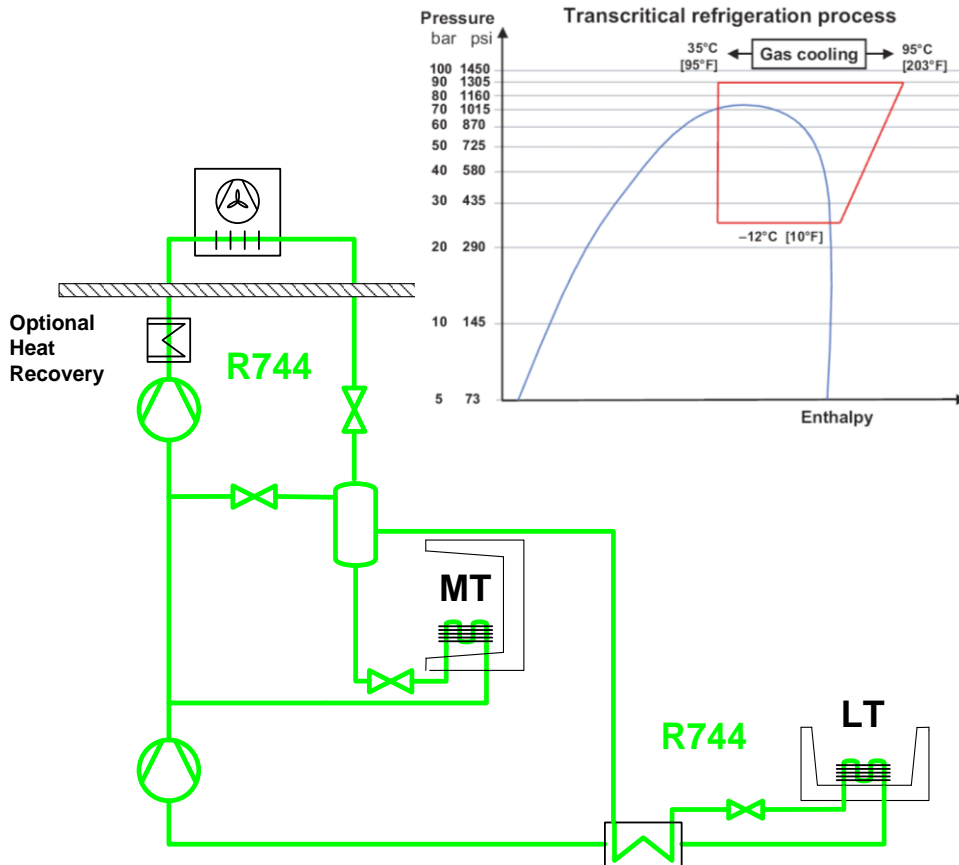 Transcritical refrigeration process
Pressure
bar psi
35°C
[95°F]
Gas cooling
95°C
[203°F]
100 1450
90 1305
80 1160
70 1015
60 870
50 725
40 580
30 435
20 290
10 145
5 73
–12°C [10°F]
Enthalpy
Optional
Heat
Recovery
R744
MT
R744
LT